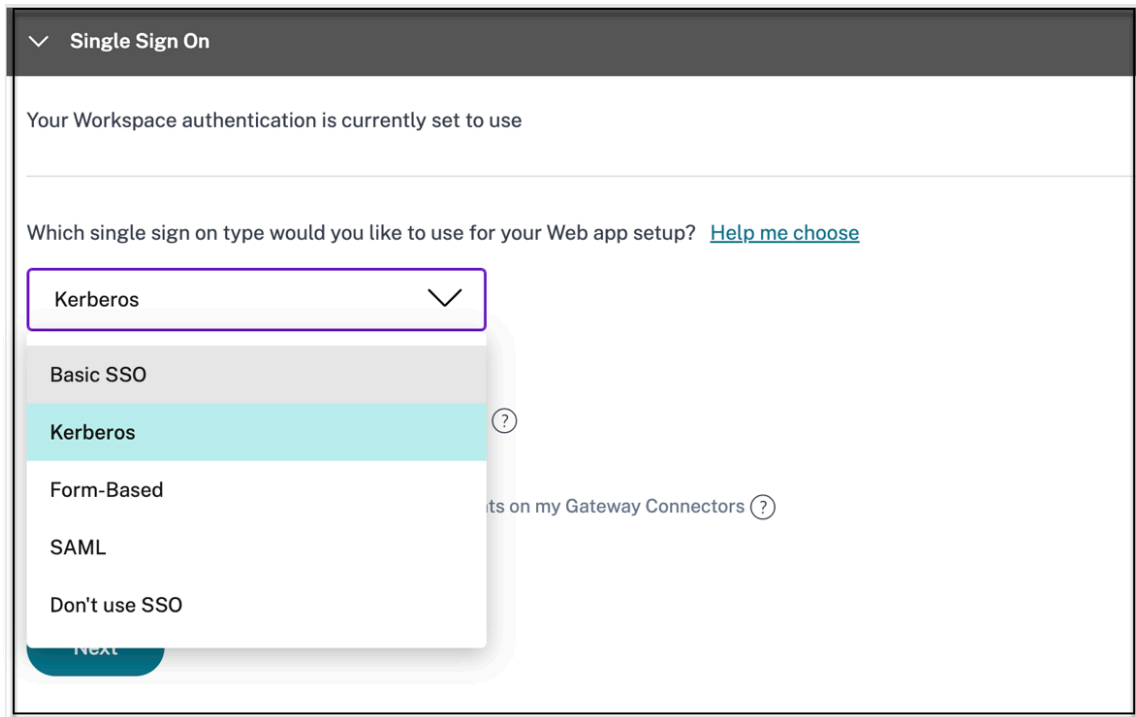 Single Sign On
Your Workspace authentication is currently set to use
Which single sign on type would you like to use for your Web app setup? Help me choose
Kerberos
Basic SSO
Kerberos
?
Form-Based
on my Gateway Connectors ?
SAML
Don't use SSO
Next